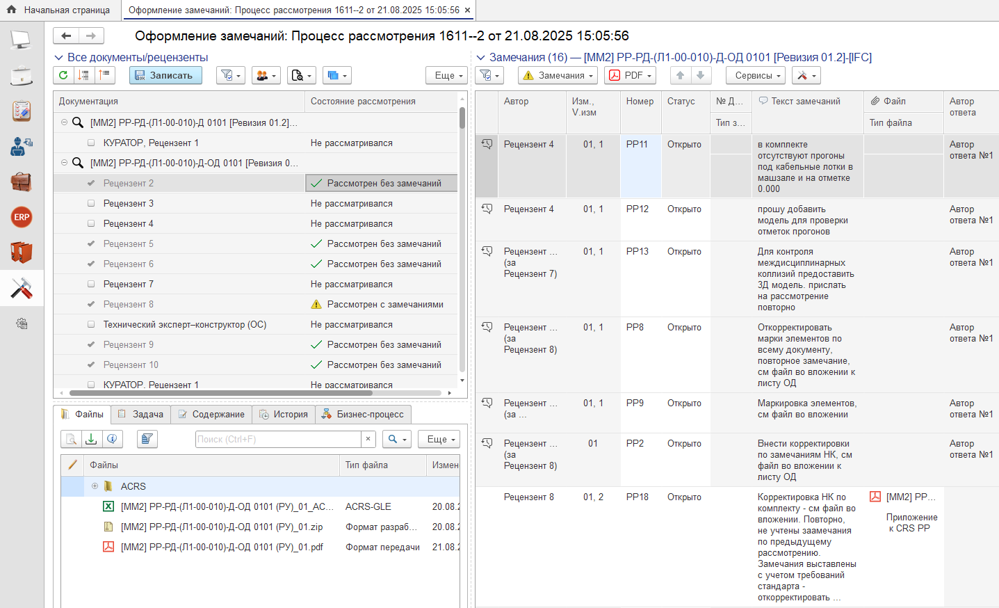 Начальная страница
Оформление замечаний: Процесс рассмотрения 1611--2 от 21.08.2025 15:05:56 ×
Оформление замечаний: Процесс рассмотрения 1611--2 от 21.08.2025 15:05:56
Все документы/рецензенты
Записать
Еще
Документация
Состояние рассмотрения
[ММ2] РР-РД-(Л1-00-010)-Д 0101 [Ревизия 01.2]...
КУРАТОР, Рецензент 1
Не рассматривался
[ММ2] РР-РД-(Л1-00-010)-Д-ОД 0101 [Ревизия 0...
Рецензент 2
Рассмотрен без замечаний
Рецензент 3
Не рассматривался
Рецензент 4
Не рассматривался
Рецензент 5
Рассмотрен без замечаний
Рецензент 6
Рассмотрен без замечаний
Рецензент 7
Не рассматривался
Рецензент 8
Рассмотрен с замечаниями
Технический эксперт–конструктор (ОС)
Не рассматривался
Рецензент 9
Рассмотрен без замечаний
Рецензент 10
Рассмотрен без замечаний
КУРАТОР, Рецензент 1
Не рассматривался
ERP
Файлы
Задача
Содержание
История
Бизнес-процесс
Поиск (Ctrl+F)
×
Еще
Файлы
Тип файла
Измен
ACRS
[ММ2] РР-РД-(Л1-00-010)-Д-ОД 0101 (РУ)_01_AC...
ACRS-GLE
20.08.2
[ММ2] РР-РД-(Л1-00-010)-Д-ОД 0101 (РУ)_01.zip
Формат разраб...
20.08.2
[ММ2] РР-РД-(Л1-00-010)-Д-ОД 0101 (РУ)_01.pdf
Формат передачи
21.08.2
Замечания (16) — [ММ2] РР-РД-(Л1-00-010)-Д-ОД 0101 [Ревизия 01.2]-[IFC]
Замечания
PDF
Сервисы
Автор
Изм.,
V.изм
Номер
Статус
№ Д...
Тип з...
Текст замечаний
Файл
Тип файла
Автор
ответа
Рецензент 4
01, 1
РР11
Открыто
в комплекте
отсутствуют прогоны
под кабельные лотки в
машзале и на отметке
0.000
Автор
ответа №1
Рецензент 4
01, 1
РР12
Открыто
прошу добавить
модель для проверки
отметок прогонов
Автор
ответа №1
Рецензент ...
(за
Рецензент 7)
01, 1
РР13
Открыто
Для контроля
междисциплинарных
коллизий предоставить
3Д модель. прислать
на рассмотрение
повторно
Автор
ответа №1
Рецензент ...
(за
Рецензент 8)
01, 1
РР8
Открыто
Откорректировать
марки элементов по
всему документу,
повторное замечание,
см файл во вложении к
листу ОД
Автор
ответа №1
Рецензент ...
(за ...
01, 1
РР9
Открыто
Маркировка элементов,
см файл во вложении
Автор
ответа №1
Рецензент ...
(за
Рецензент 8)
01
РР2
Открыто
Внести корректировки
по замечаниям НК, см
файл во вложении к
листу ОД
Автор
ответа №1
Рецензент 8
01, 2
РР18
Открыто
Корректировка НК по
комплекту - см файл во
вложении. Повторно,
не учтены заамечания
по предыдущему
рассмотрению.
Замечания выставлены
с учетом требований
стандарта -
откорректировать ...
[ММ2] РР...
Приложение
к CRS РР